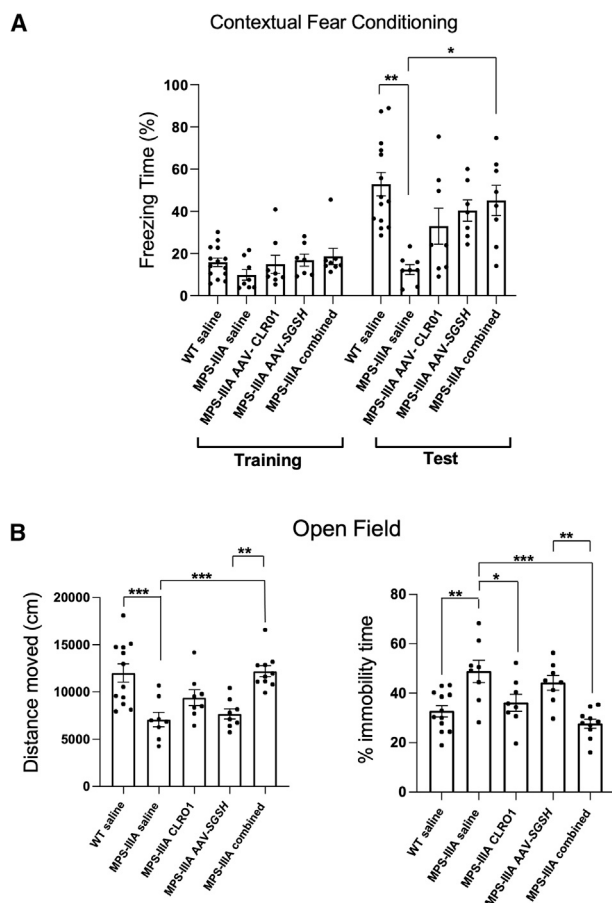 A
Contextual Fear Conditioning
*
**
100
80
60
40
20
0
Freezing Time (%)
WT saline
MPS-IIIA saline
MPS-IIIA AAV- CLR01
MPS-IIIA AAV-SGSH
MPS-IIIA combined
WT saline
MPS-IIIA saline
MPS-IIIA AAV- CLR01
MPS-IIIA AAV-SGSH
MPS-IIIA combined
Training
Test
B
Open Field
**
***
***
20000
15000
10000
5000
0
Distance moved (cm)
WT saline
MPS-IIIA saline
MPS-IIIA CLRO1
MPS-IIIA AAV-SGSH
MPS-IIIA combined
**
***
*
**
80
60
40
20
0
% immobility time
WT saline
MPS-IIIA saline
MPS-IIIA CLRO1
MPS-IIIA AAV-SGSH
MPS-IIIA combined